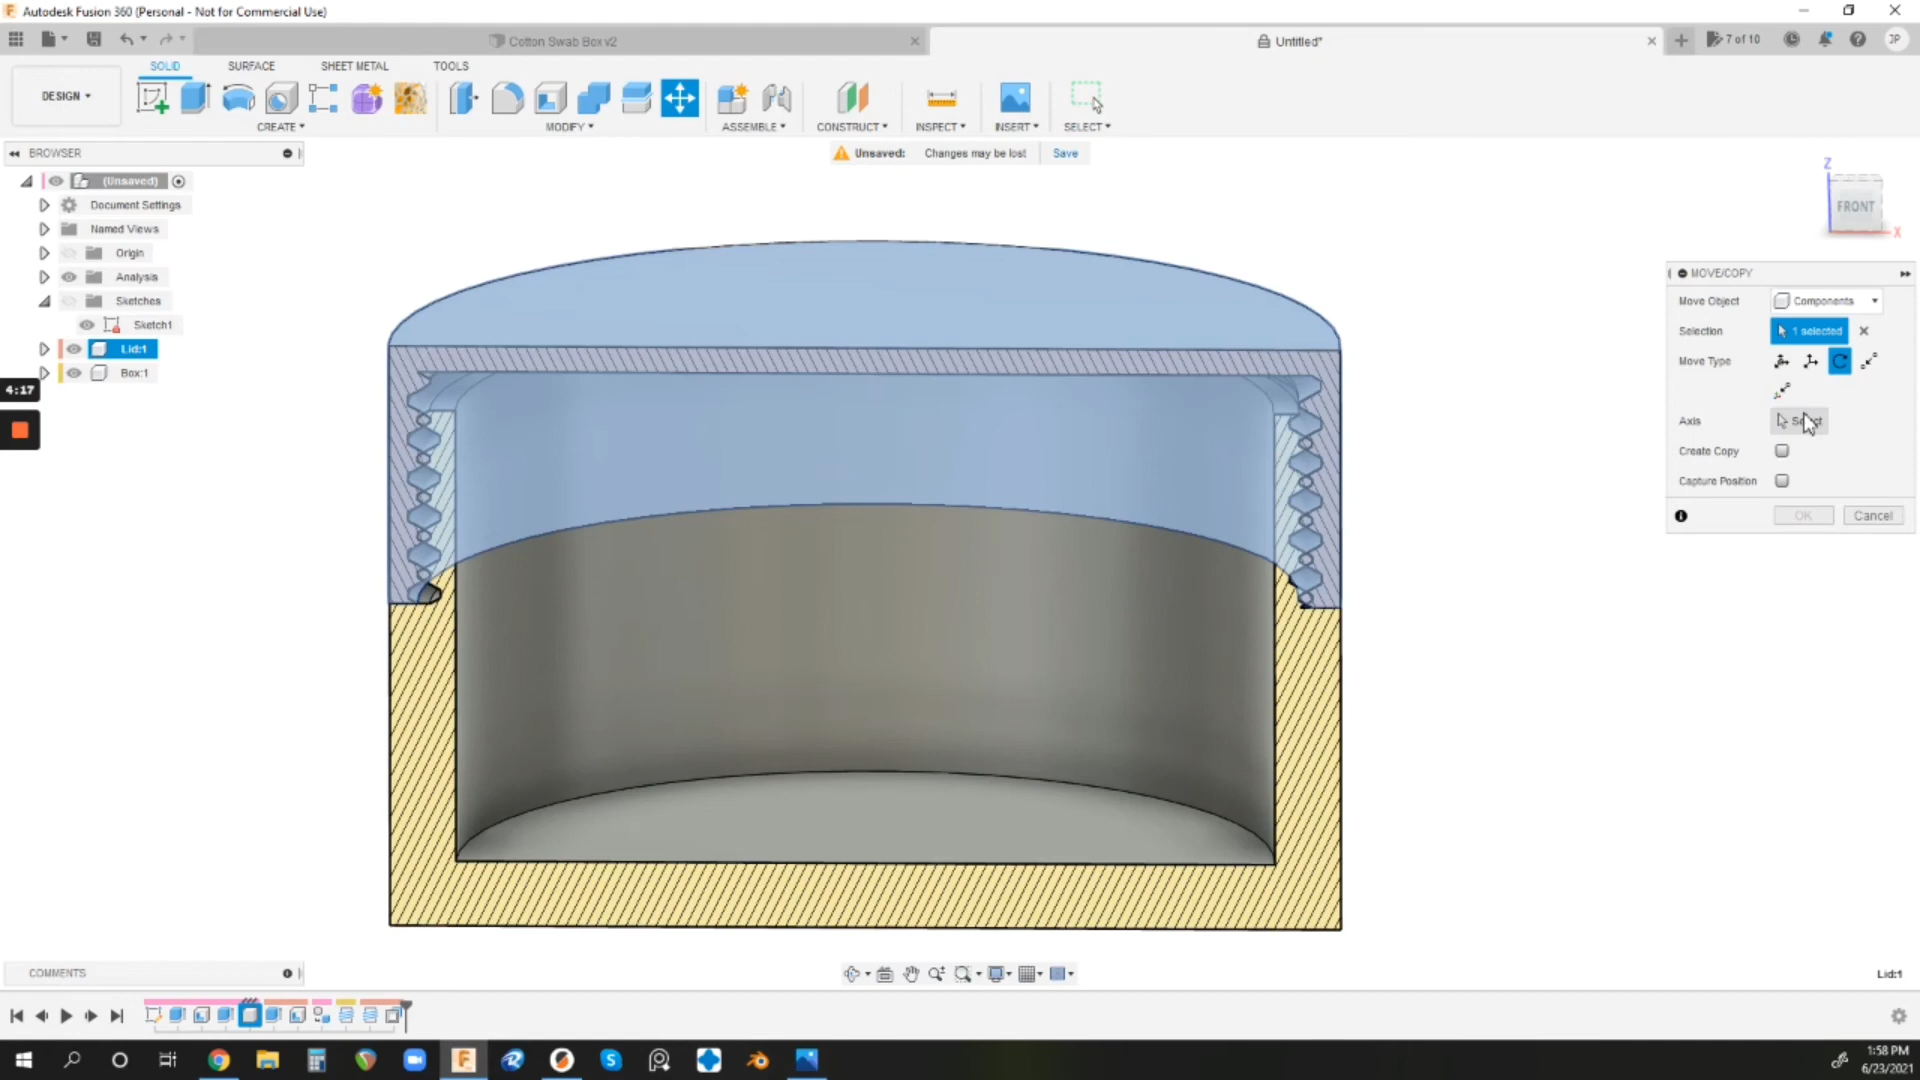 Autodesk Fusion 360 (Personal - Not for Commercial Use)
Cotton Swab Box v2
Untitled*
7 of 10
JP
DESIGN
SOLID
SURFACE
SHEET METAL
TOOLS
CREATE
MODIFY
ASSEMBLE
CONSTRUCT
INSPECT
INSERT
SELECT
BROWSER
Unsaved: Changes may be lost Save
(Unsaved)
Document Settings
Named Views
Origin
Analysis
Sketches
Sketch1
Lid:1
Box:1
4:17
Z
FRONT
X
MOVE/COPY
Move Object Components
Selection 1 selected
Move Type
Axis Select
Create Copy
Capture Position
OK Cancel
COMMENTS
Lid:1
1:58 PM
6/23/2021